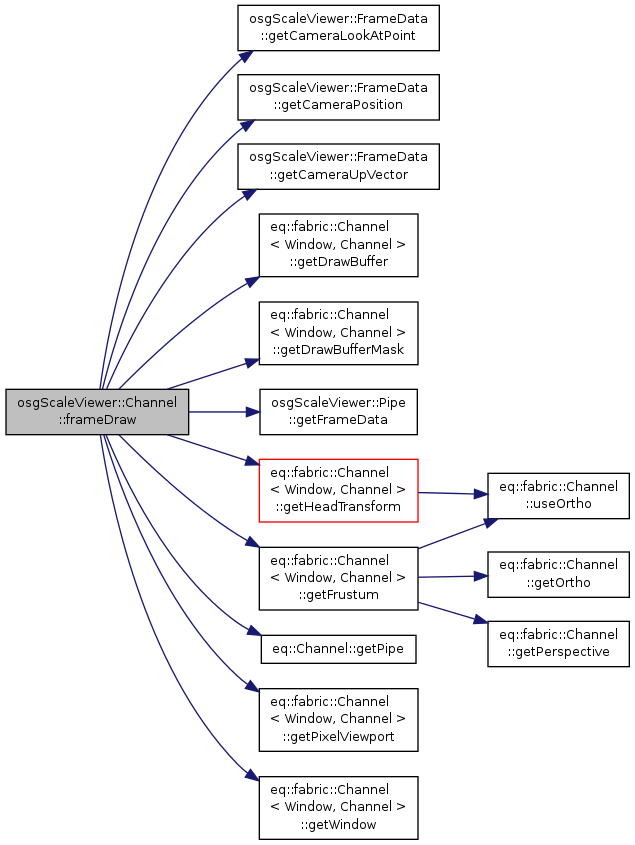 osgScaleViewer::FrameData
::getCameraLookAtPoint
osgScaleViewer::FrameData
::getCameraPosition
osgScaleViewer::FrameData
::getCameraUpVector
eq::fabric::Channel
< Window, Channel >
::getDrawBuffer
eq::fabric::Channel
< Window, Channel >
::getDrawBufferMask
osgScaleViewer::Channel
::frameDraw
osgScaleViewer::Pipe
::getFrameData
eq::fabric::Channel
< Window, Channel >
::getHeadTransform
eq::fabric::Channel
::useOrtho
eq::fabric::Channel
< Window, Channel >
::getFrustum
eq::fabric::Channel
::getOrtho
eq::fabric::Channel
::getPerspective
eq::Channel::getPipe
eq::fabric::Channel
< Window, Channel >
::getPixelViewport
eq::fabric::Channel
< Window, Channel >
::getWindow